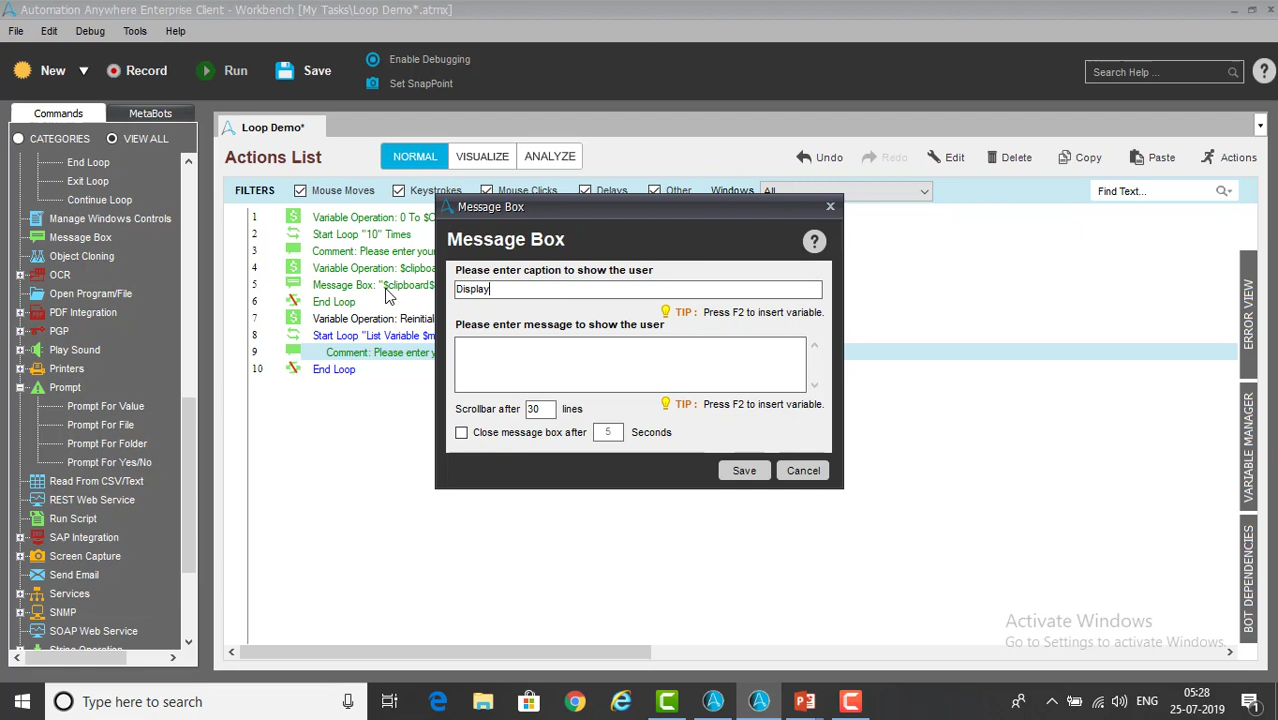 Automation Anywhere Enterprise Client - Workbench [My Tasks\Loop Demo*.atmx]
File Edit Debug Tools Help
New Record Run Save
Enable Debugging
Set SnapPoint
Search Help ...
Commands MetaBots
CATEGORIES VIEW ALL
End Loop
Exit Loop
Continue Loop
Manage Windows Controls
Message Box
Object Cloning
OCR
Open Program/File
PDF Integration
PGP
Play Sound
Printers
Prompt
Prompt For Value
Prompt For File
Prompt For Folder
Prompt For Yes/No
Read From CSV/Text
REST Web Service
Run Script
SAP Integration
Screen Capture
Send Email
Services
SNMP
SOAP Web Service
Loop Demo*
Actions List NORMAL VISUALIZE ANALYZE Undo Redo Edit Delete Copy Paste Actions
FILTERS Mouse Moves Keystrokes Mouse Clicks Delays Other Windows All Find Text...
1 Variable Operation: 0 To
2 Start Loop "10" Times
3 Comment: Please enter your
4 Variable Operation:
5 Message Box: "$clipboard$
6 End Loop
7 Variable Operation:
8 Start Loop "List Variable
9 Comment: Please enter
10 End Loop
Message Box
Message Box
Please enter caption to show the user
Display
TIP : Press F2 to insert variable.
Please enter message to show the user
TIP : Press F2 to insert variable.
Scrollbar after 30 lines
Close message box after 5 Seconds
Save Cancel
ERROR VIEW
VARIABLE MANAGER
BOT DEPENDENCIES
Activate Windows
Go to Settings to activate Windows.
Type here to search
ENG
05:28
25-07-2019
1